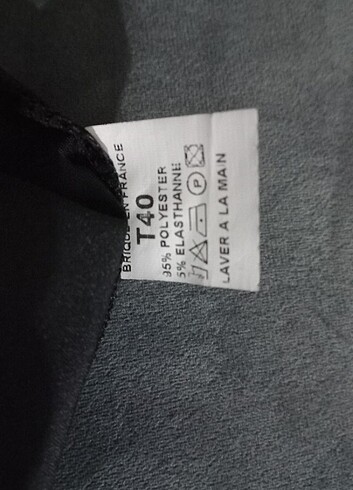 BRIQUE EN FRANCE
T40
95% POLYESTER
5% ELASTHANNE
P
LAVER A LA MAIN